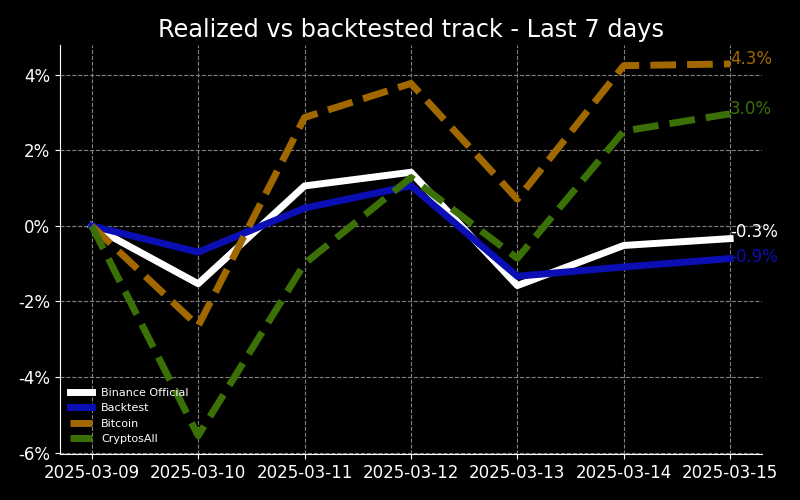 Realized vs backtested track - Last 7 days
4%
2%
0%
-2%
-4%
-6%
4.3%
3.0%
-0.3%
-0.9%
Binance Official
Backtest
Bitcoin
CryptosAll
2025-03-09 2025-03-10 2025-03-11 2025-03-12 2025-03-13 2025-03-14 2025-03-15